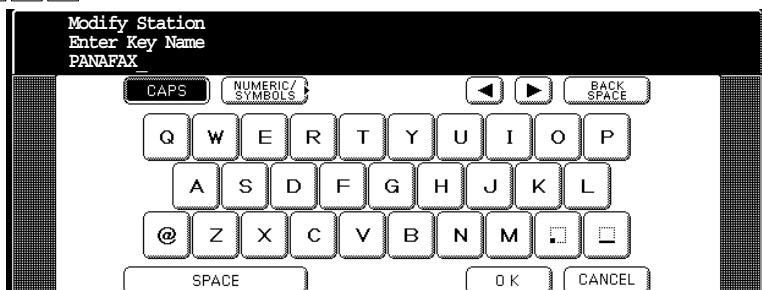 Modify Station
Enter Key Name
PANAFAX_
CAPS NUMERIC/ SYMBOLS ◀ ▶ BACK SPACE
Q W E R T Y U I O P
A S D F G H J K L
@ Z X C V B N M . _
SPACE OK CANCEL